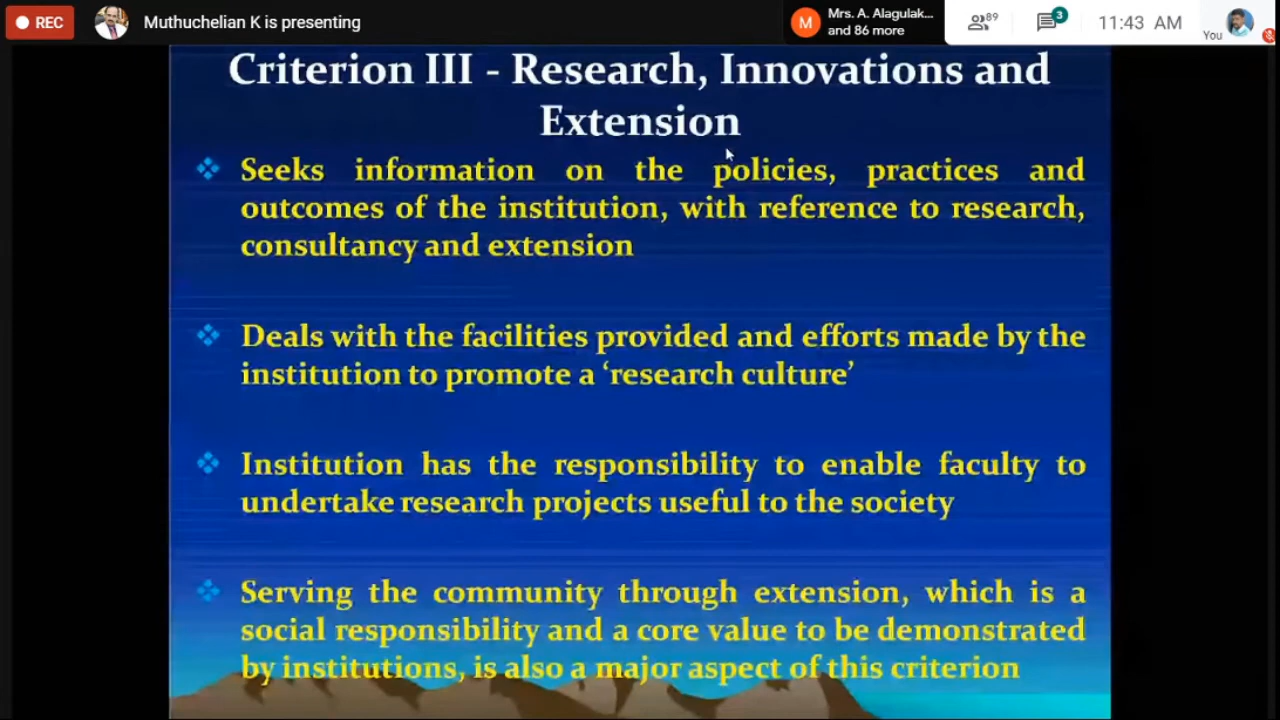 REC
Muthuchelian K is presenting
M
Mrs. A. Alagulak...
and 86 more
89
3
11:43 AM
You
Criterion III - Research, Innovations and
Extension
❖ Seeks information on the policies, practices and
outcomes of the institution, with reference to research,
consultancy and extension
❖ Deals with the facilities provided and efforts made by the
institution to promote a ‘research culture’
❖ Institution has the responsibility to enable faculty to
undertake research projects useful to the society
❖ Serving the community through extension, which is a
social responsibility and a core value to be demonstrated
by institutions, is also a major aspect of this criterion